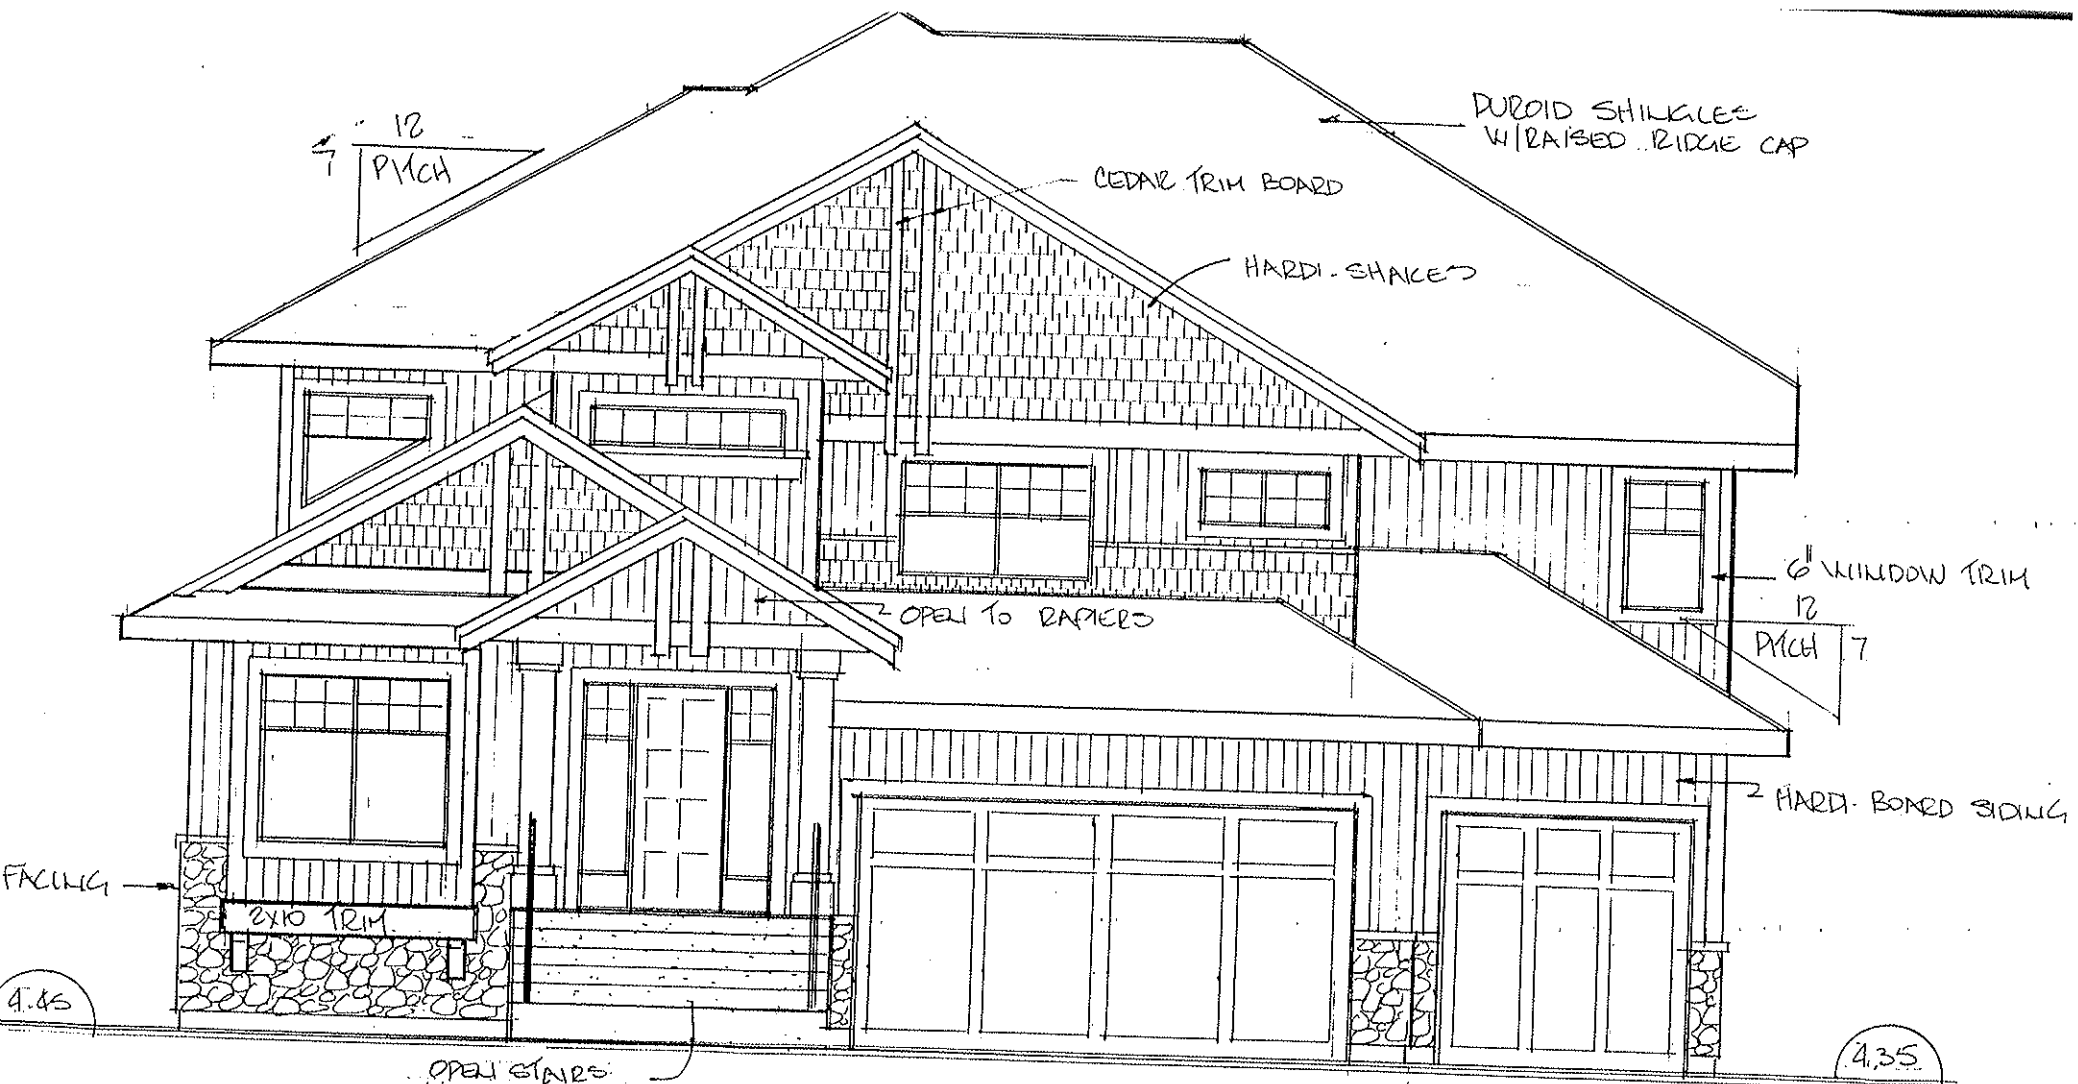 DUROID SHINGLES
W/RAISED RIDGE CAP
12
7
PITCH
CEDAR TRIM BOARD
HARDI-SHAKES
6" WINDOW TRIM
12
PITCH
7
OPEN TO RAFTERS
HARDI-BOARD SIDING
FACING
2X10 TRIM
4.45
4.35
OPEN STAIRS